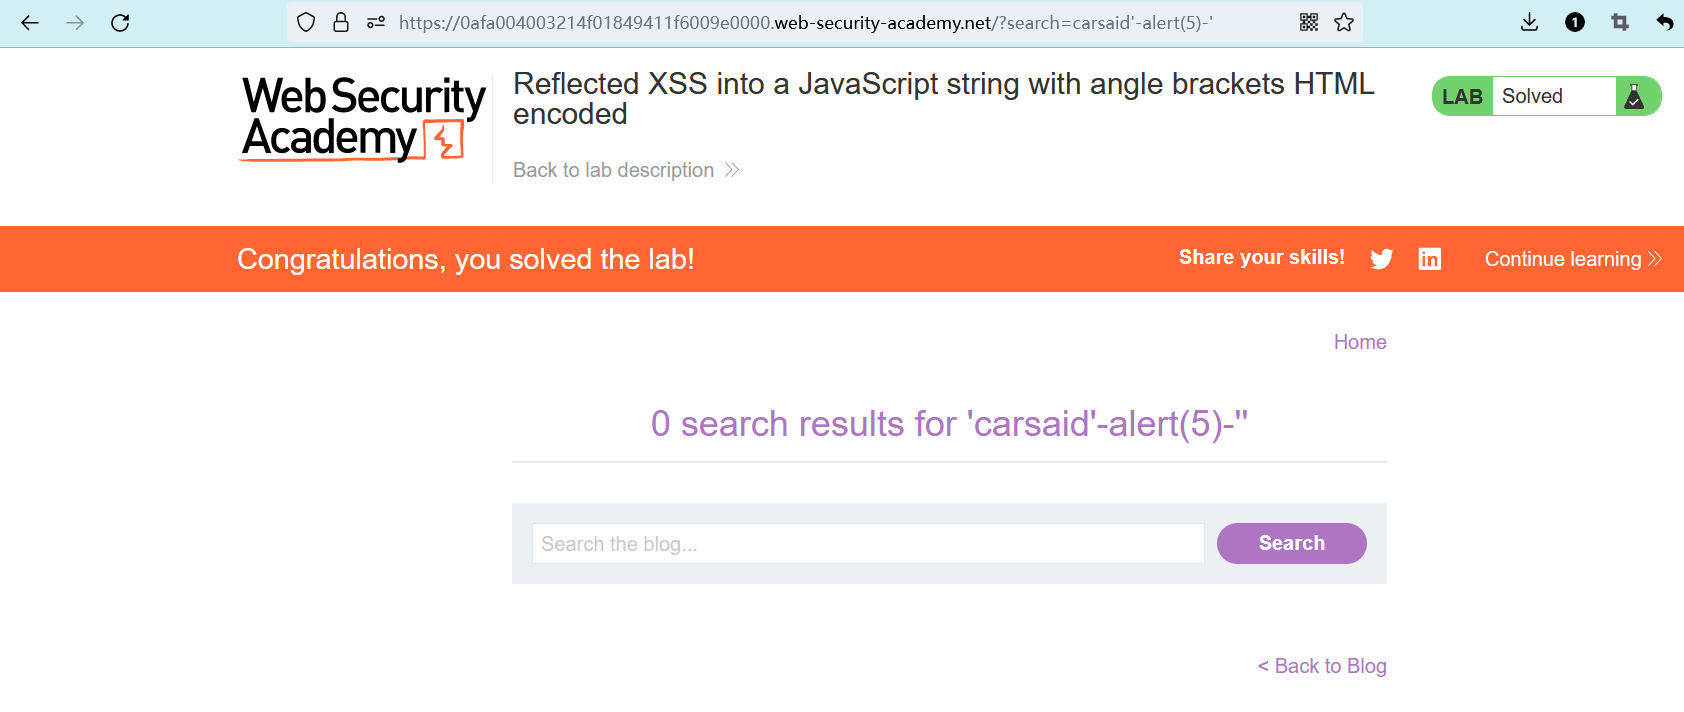 https://0afa004003214f01849411f6009e0000.web-security-academy.net/?search=carsaid'-alert(5)-'
1
Web Security
Academy
Reflected XSS into a JavaScript string with angle brackets HTML
encoded
Back to lab description
LAB Solved
Congratulations, you solved the lab!
Share your skills!
in
Continue learning
Home
0 search results for 'carsaid'-alert(5)-''
Search the blog...
Search
< Back to Blog